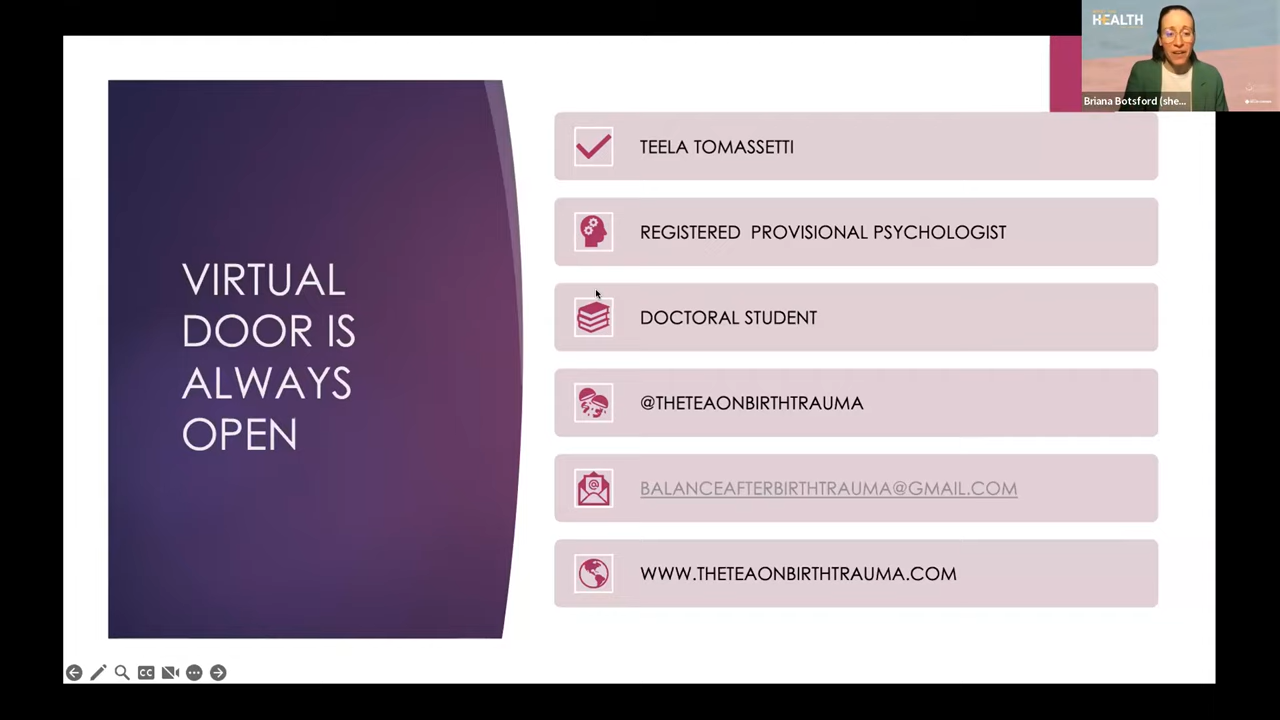 HEALTH
Briana Botsford (she...
VIRTUAL
DOOR IS
ALWAYS
OPEN
TEELA TOMASSETTI
REGISTERED PROVISIONAL PSYCHOLOGIST
DOCTORAL STUDENT
@THETEAONBIRTHTRAUMA
BALANCEAFTERBIRTHTRAUMA@GMAIL.COM
WWW.THETEAONBIRTHTRAUMA.COM
CC